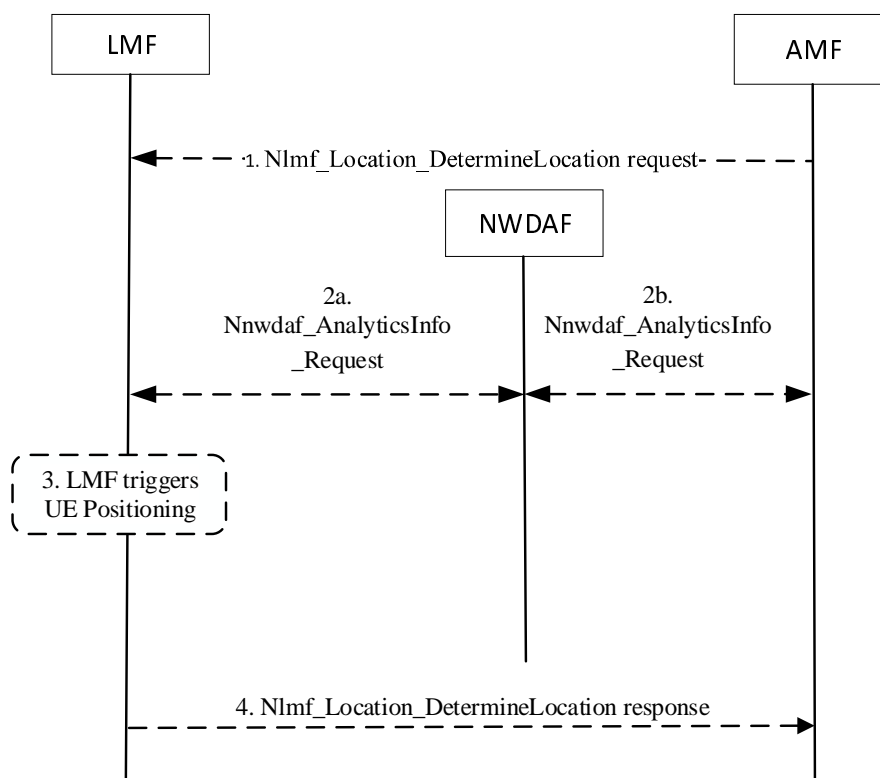 LMF
AMF
1. Nlmf_Location_DetermineLocation request
NWDAF
2a.
Nnwdaf_AnalyticsInfo
_Request
2b.
Nnwdaf_AnalyticsInfo
_Request
3. LMF triggers
UE Positioning
4. Nlmf_Location_DetermineLocation response